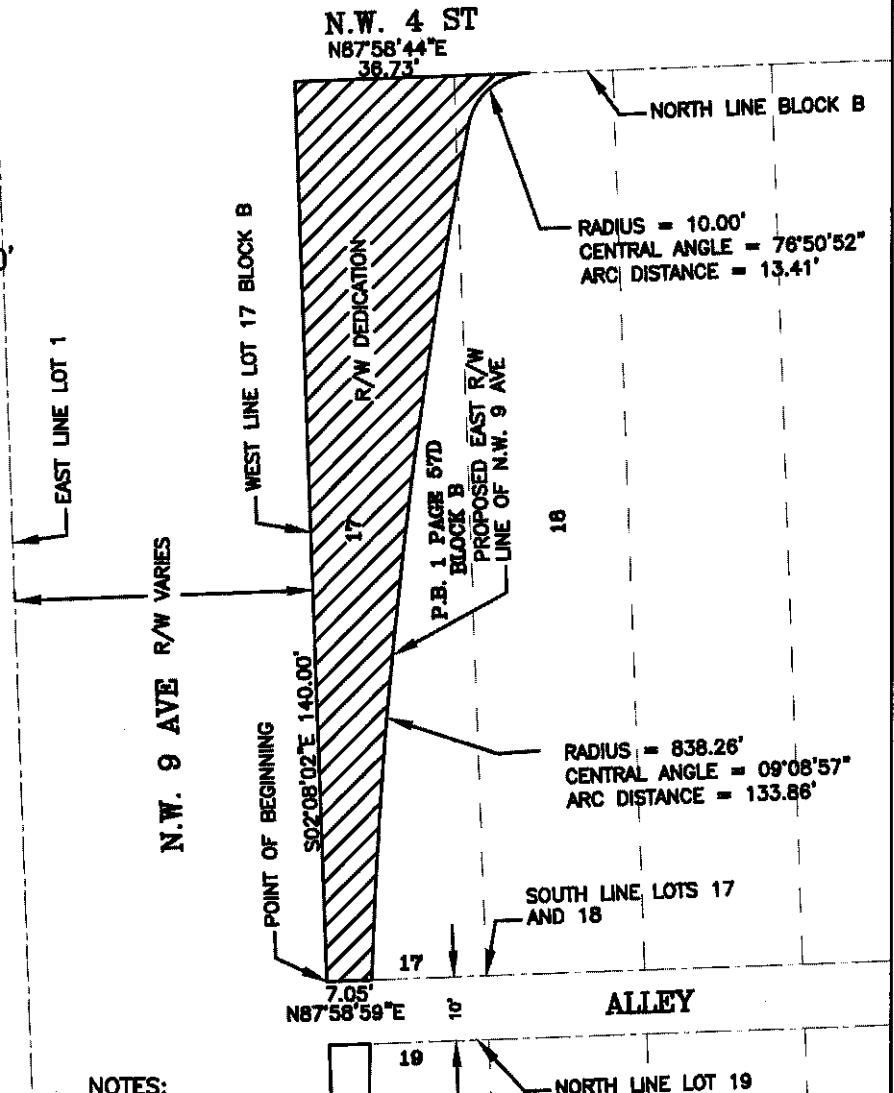 N.W. 4 ST
N87°58'44"E
36.73'
NORTH LINE BLOCK B
RADIUS = 10.00'
CENTRAL ANGLE = 76°50'52"
ARC DISTANCE = 13.41'
0'
EAST LINE LOT 1
WEST LINE LOT 17 BLOCK B
R/W DEDICATION
17
P.B. 1 PAGE 57D
BLOCK B
PROPOSED EAST R/W
LINE OF N.W. 9 AVE
18
N.W. 9 AVE R/W VARIES
S02°08'02"E 140.00'
POINT OF BEGINNING
RADIUS = 838.26'
CENTRAL ANGLE = 09°08'57"
ARC DISTANCE = 133.86'
SOUTH LINE LOTS 17
AND 18
17
7.05'
N87°58'59"E
10'
ALLEY
19
NORTH LINE LOT 19
NOTES: